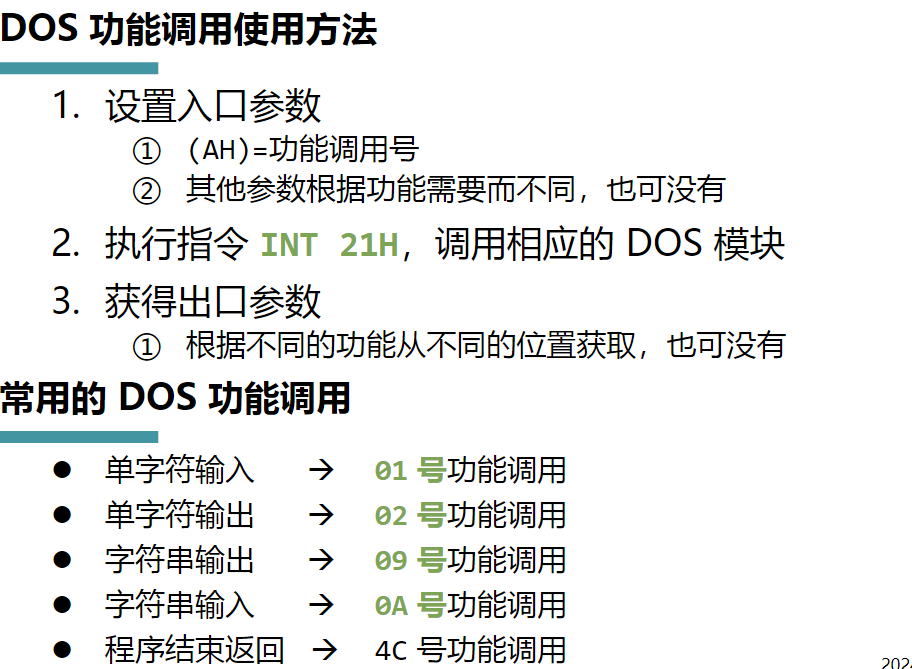 DOS 功能调用使用方法
1. 设置入口参数
① (AH)=功能调用号
② 其他参数根据功能需要而不同，也可没有
2. 执行指令 INT 21H，调用相应的 DOS 模块
3. 获得出口参数
① 根据不同的功能从不同的位置获取，也可没有
常用的 DOS 功能调用
● 单字符输入 → 01 号功能调用
● 单字符输出 → 02 号功能调用
● 字符串输出 → 09 号功能调用
● 字符串输入 → 0A 号功能调用
● 程序结束返回 → 4C 号功能调用